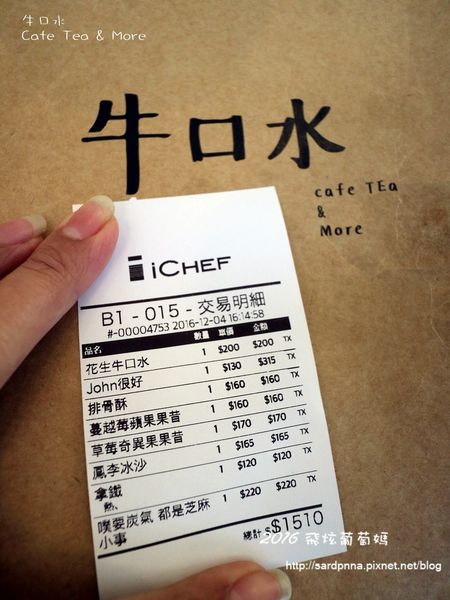 牛口水
Cafe Tea & More
牛口水
cafe TEa
&
More
iCHEF
B1 - 015 - 交易明細
#-00004753 2016-12-04 16:14:58
品名 數量 單價 金額
花生牛口水 1 $200 $200 TX
John很好 1 $130 $315 TX
排骨酥 1 $160 $160 TX
蔓越莓蘋果果昔 1 $160 $160 TX
草莓奇異果果昔 1 $170 $170 TX
鳳李冰沙 1 $165 $165 TX
拿鐵 1 $120 $120 TX
熱
噗要炭氣 都是芝麻 1 $220 $220 TX
小事
總計 $ $1510
2016 飛炫葡萄媽
http://sardpnna.pixnet.net/blog